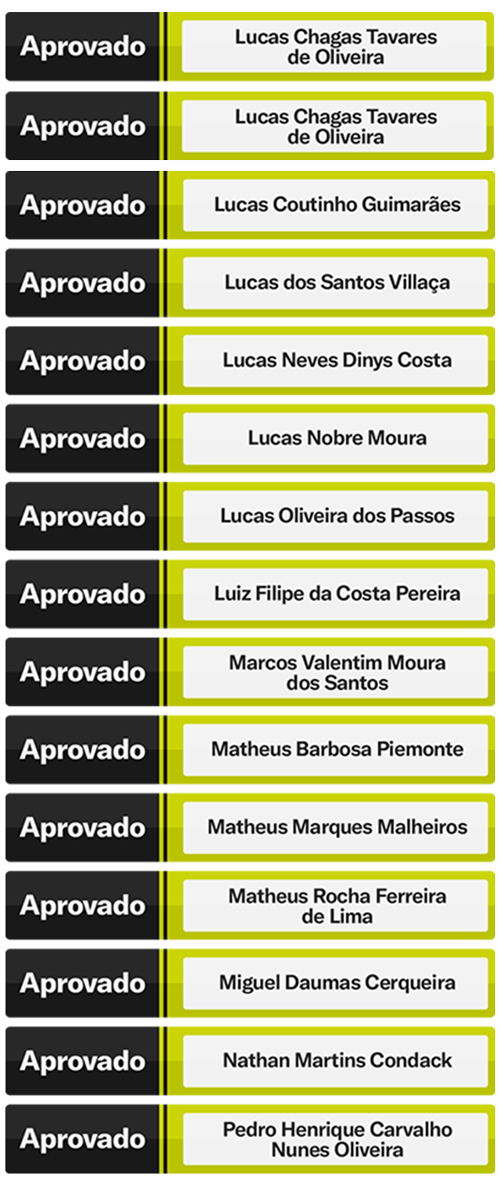 Aprovado
Lucas Chagas Tavares
de Oliveira
Aprovado
Lucas Chagas Tavares
de Oliveira
Aprovado
Lucas Coutinho Guimarães
Aprovado
Lucas dos Santos Villaça
Aprovado
Lucas Neves Dinys Costa
Aprovado
Lucas Nobre Moura
Aprovado
Lucas Oliveira dos Passos
Aprovado
Luiz Filipe da Costa Pereira
Aprovado
Marcos Valentim Moura
dos Santos
Aprovado
Matheus Barbosa Piemonte
Aprovado
Matheus Marques Malheiros
Aprovado
Matheus Rocha Ferreira
de Lima
Aprovado
Miguel Daumas Cerqueira
Aprovado
Nathan Martins Condack
Aprovado
Pedro Henrique Carvalho
Nunes Oliveira